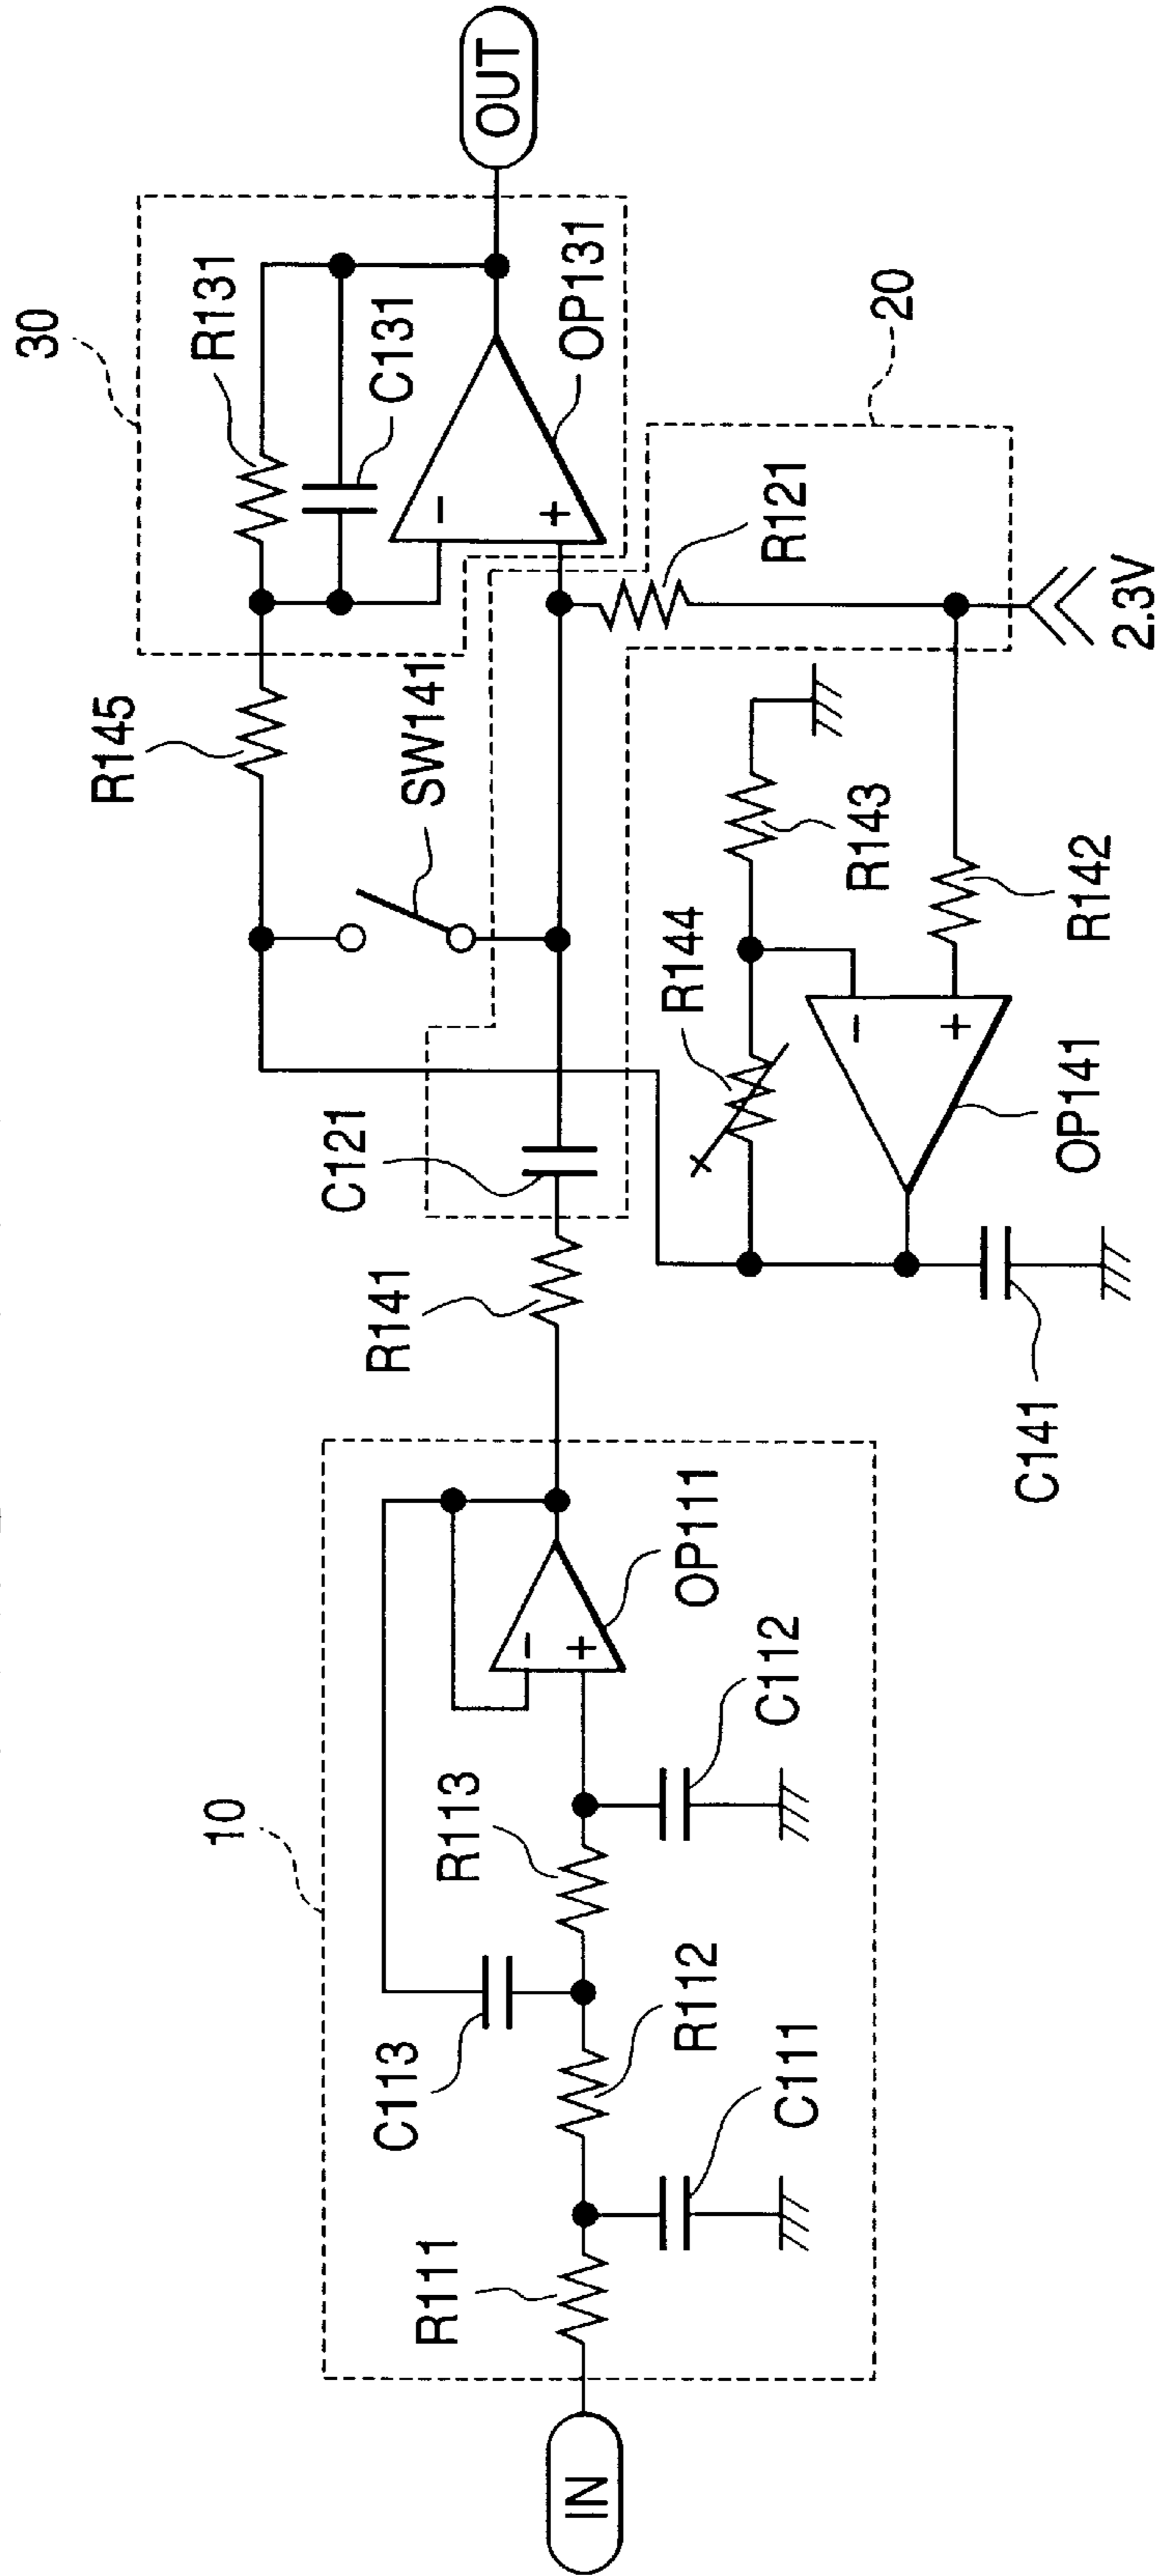 30
R131
C131
OUT
R145
SW141
OP131
-
+
20
R121
2.3V
C121
R144
R143
R142
-
+
OP141
R141
C141
10
C113
R113
-
+
OP111
R111
R112
C112
C111
IN